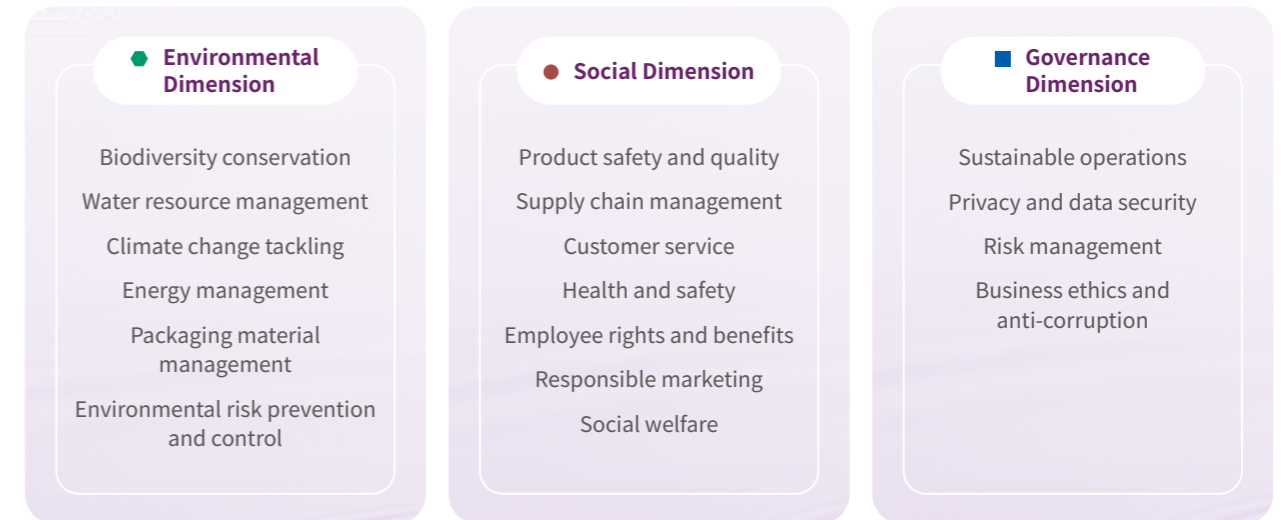 Environmental
Dimension
Biodiversity conservation
Water resource management
Climate change tackling
Energy management
Packaging material
management
Environmental risk prevention
and control
Social Dimension
Product safety and quality
Supply chain management
Customer service
Health and safety
Employee rights and benefits
Responsible marketing
Social welfare
Governance
Dimension
Sustainable operations
Privacy and data security
Risk management
Business ethics and
anti-corruption